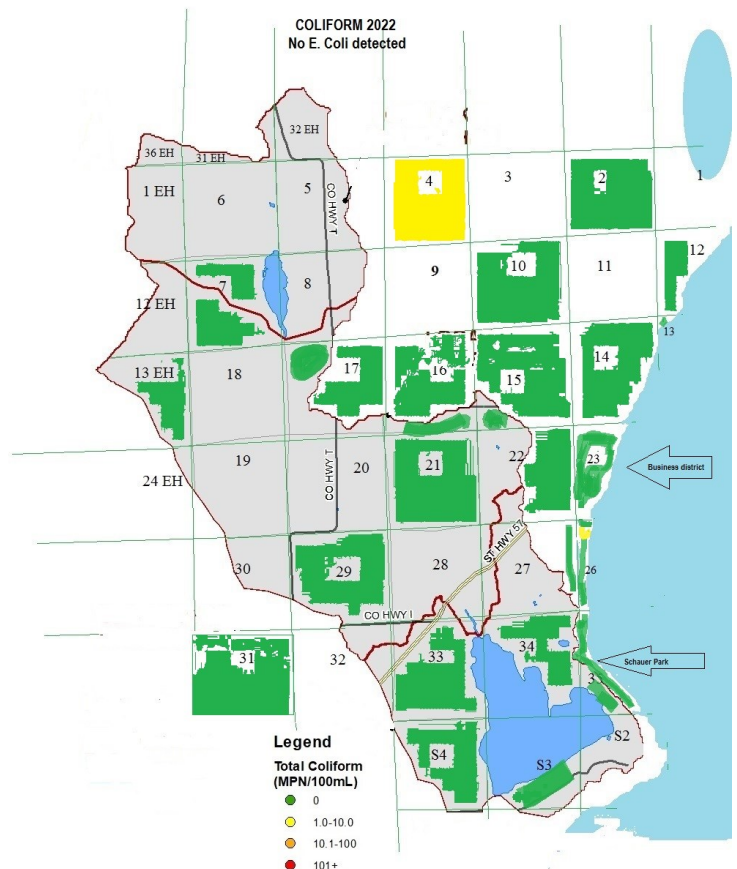 COLIFORM 2022
No E. Coli detected
32 EH
36 EH
31 EH
1 EH
6
5
4
3
2
1
CO HWY T
7
8
9
10
11
12
12 EH
13
13 EH
18
17
16
15
14
24 EH
19
20
21
22
23
Business district
CO HWY T
ST HWY 57
30
29
28
27
26
CO HWY I
31
32
33
34
3
Schauer Park
S4
S3
S2
Legend
Total Coliform
(MPN/100mL)
0
1.0-10.0
10.1-100
101+